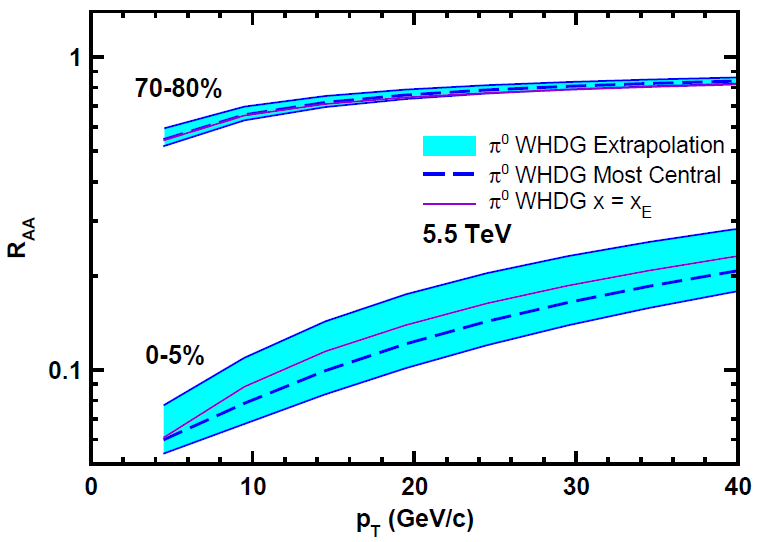 1
70-80%
π⁰ WHDG Extrapolation
π⁰ WHDG Most Central
π⁰ WHDG x = x_E
5.5 TeV
R_AA
0-5%
0.1
0 10 20 30 40
p_T (GeV/c)